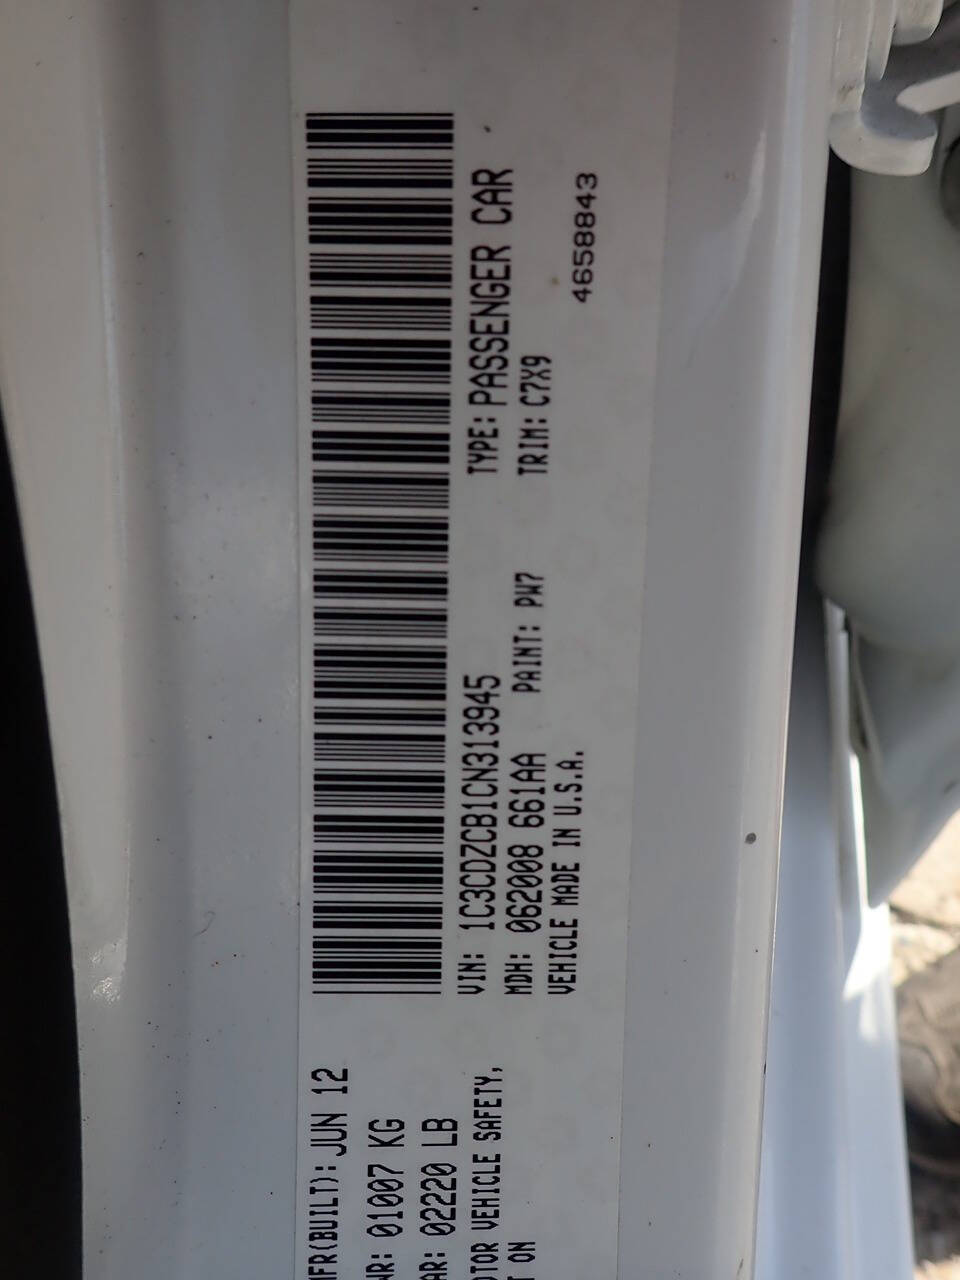 MFR(BUILT): JUN 12
01007 KG
02220 LB
VEHICLE SAFETY,
ON
VIN: 1C3CDZCB1CN313945
TYPE: PASSENGER CAR
MDH: 062008 661AA
PAINT: PW7
TRIM: C7X9
VEHICLE MADE IN U.S.A.
4658843